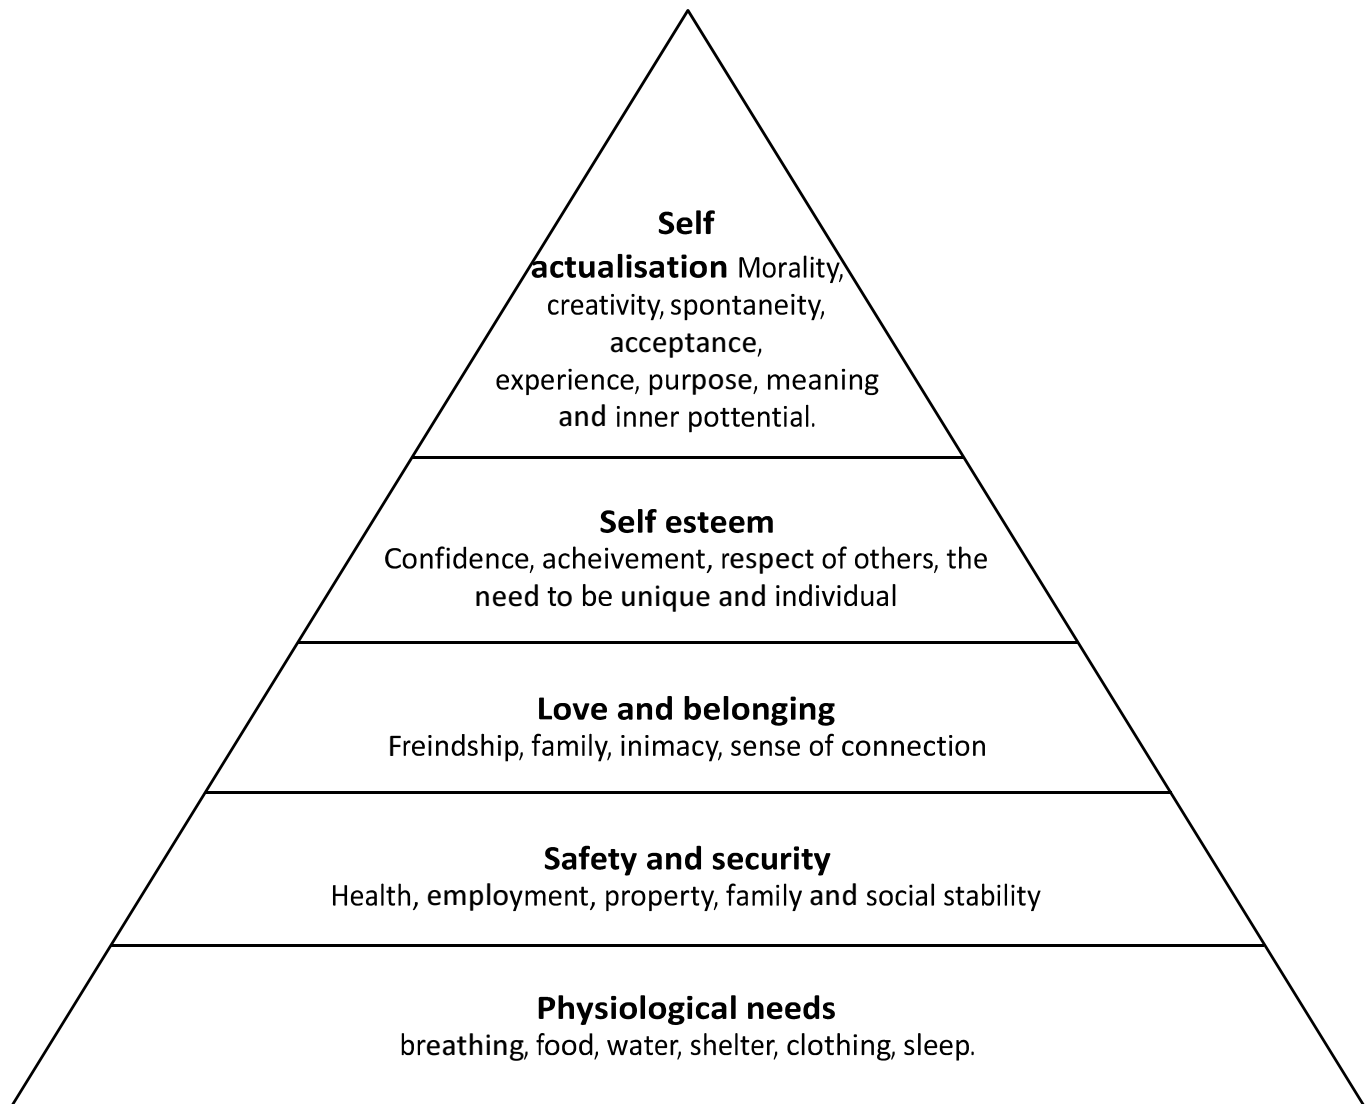 Self
actualisation Morality,
creativity, spontaneity,
acceptance,
experience, purpose, meaning
and inner pottential.
Self esteem
Confidence, acheivement, respect of others, the
need to be unique and individual
Love and belonging
Freindship, family, inimacy, sense of connection
Safety and security
Health, employment, property, family and social stability
Physiological needs
breathing, food, water, shelter, clothing, sleep.